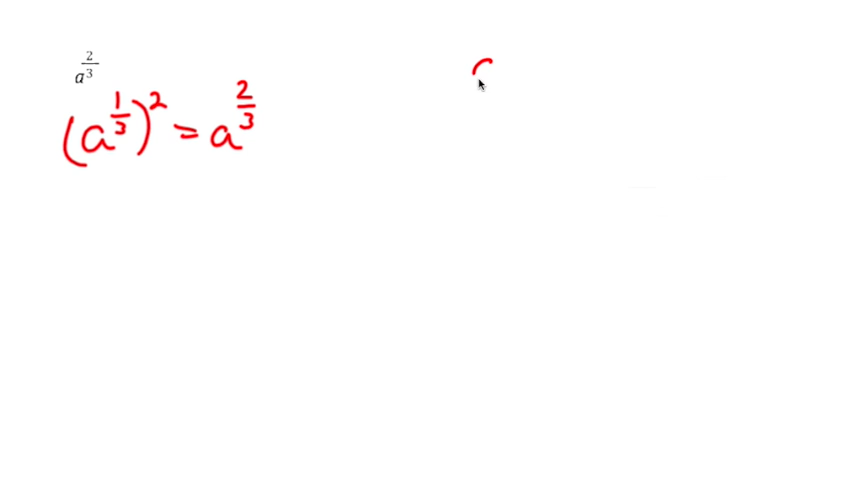 a^{2/3}
(a^{1/3})^2 = a^{2/3}